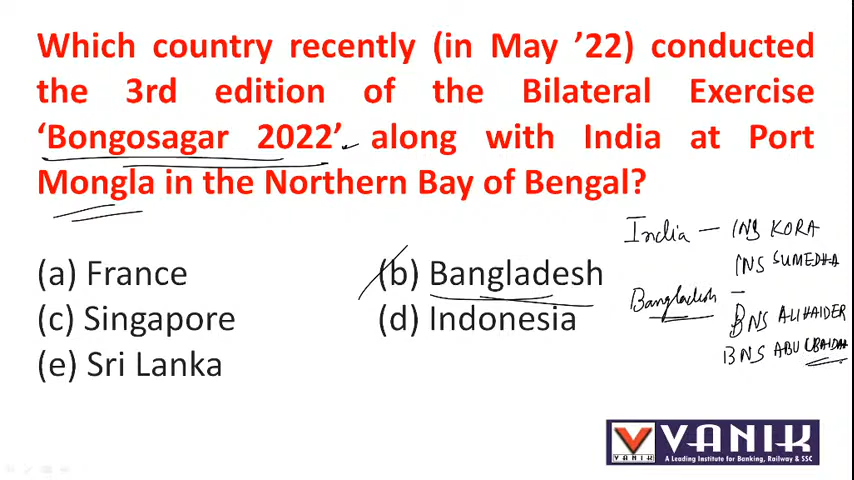 Which country recently (in May ’22) conducted
the 3rd edition of the Bilateral Exercise
‘Bongosagar 2022’. along with India at Port
Mongla in the Northern Bay of Bengal?
India — INS KORA
INS SUMEDHA
(a) France
(b) Bangladesh
Bangladesh —
BNS ALI HAIDER
(c) Singapore
(d) Indonesia
BNS ABU UBAIDAH
(e) Sri Lanka
VANIK
VANIK
A Leading Institute for Banking, Railway & SSC